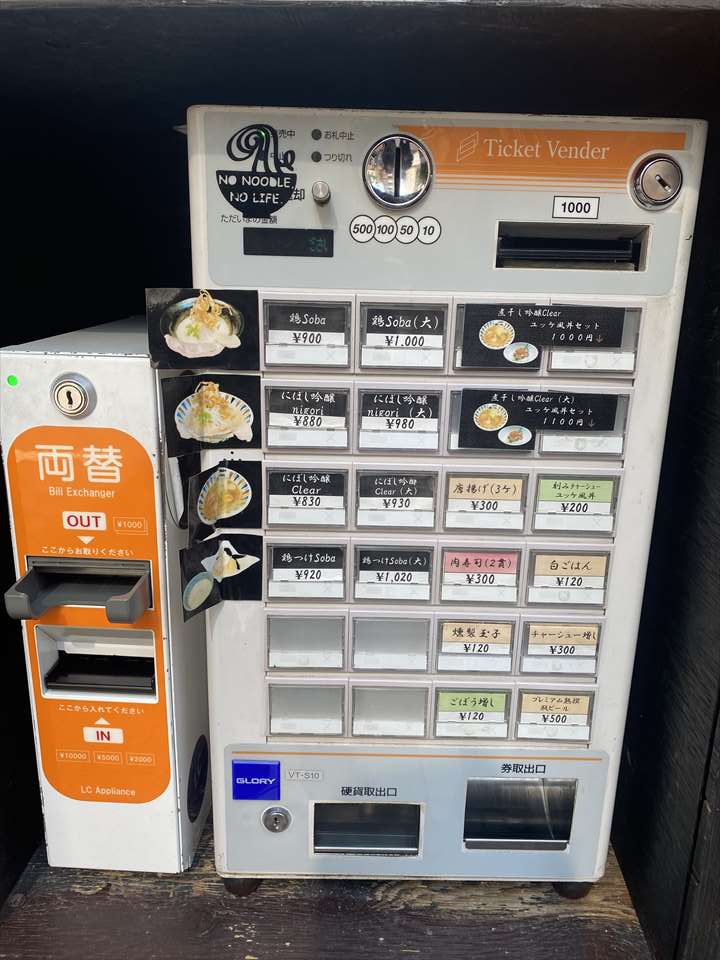 お札中止
つり切れ
NO NOODLE,
NO LIFE.
却
ただいまの金額
500 100 50 10
Ticket Vender
1000
鶏Soba
¥900
鶏Soba(大)
¥1,000
煮干し吟醸Clear
ユッケ風丼セット
1000円↓
にぼし吟醸
nigori
¥880
にぼし吟醸
nigori (大)
¥980
煮干し吟醸Clear(大)
ユッケ風丼セット
1100円↓
にぼし吟醸
Clear
¥830
にぼし吟醸
Clear(大)
¥930
唐揚げ(3ケ)
¥300
刻みチャーシュー
ユッケ風丼
¥200
鶏つけSoba
¥920
鶏つけSoba(大)
¥1,020
肉寿司(2貫)
¥300
白ごはん
¥120
燻製玉子
¥120
チャーシュー増し
¥300
ごぼう増し
¥120
プレミアム熟撰
瓶ビール
¥500
GLORY
VT-S10
硬貨取出口
券取出口
両替
Bill Exchanger
OUT ¥1000
ここからお取りください
ここから入れてください
IN
¥10000 ¥5000 ¥2000
LC Appliance